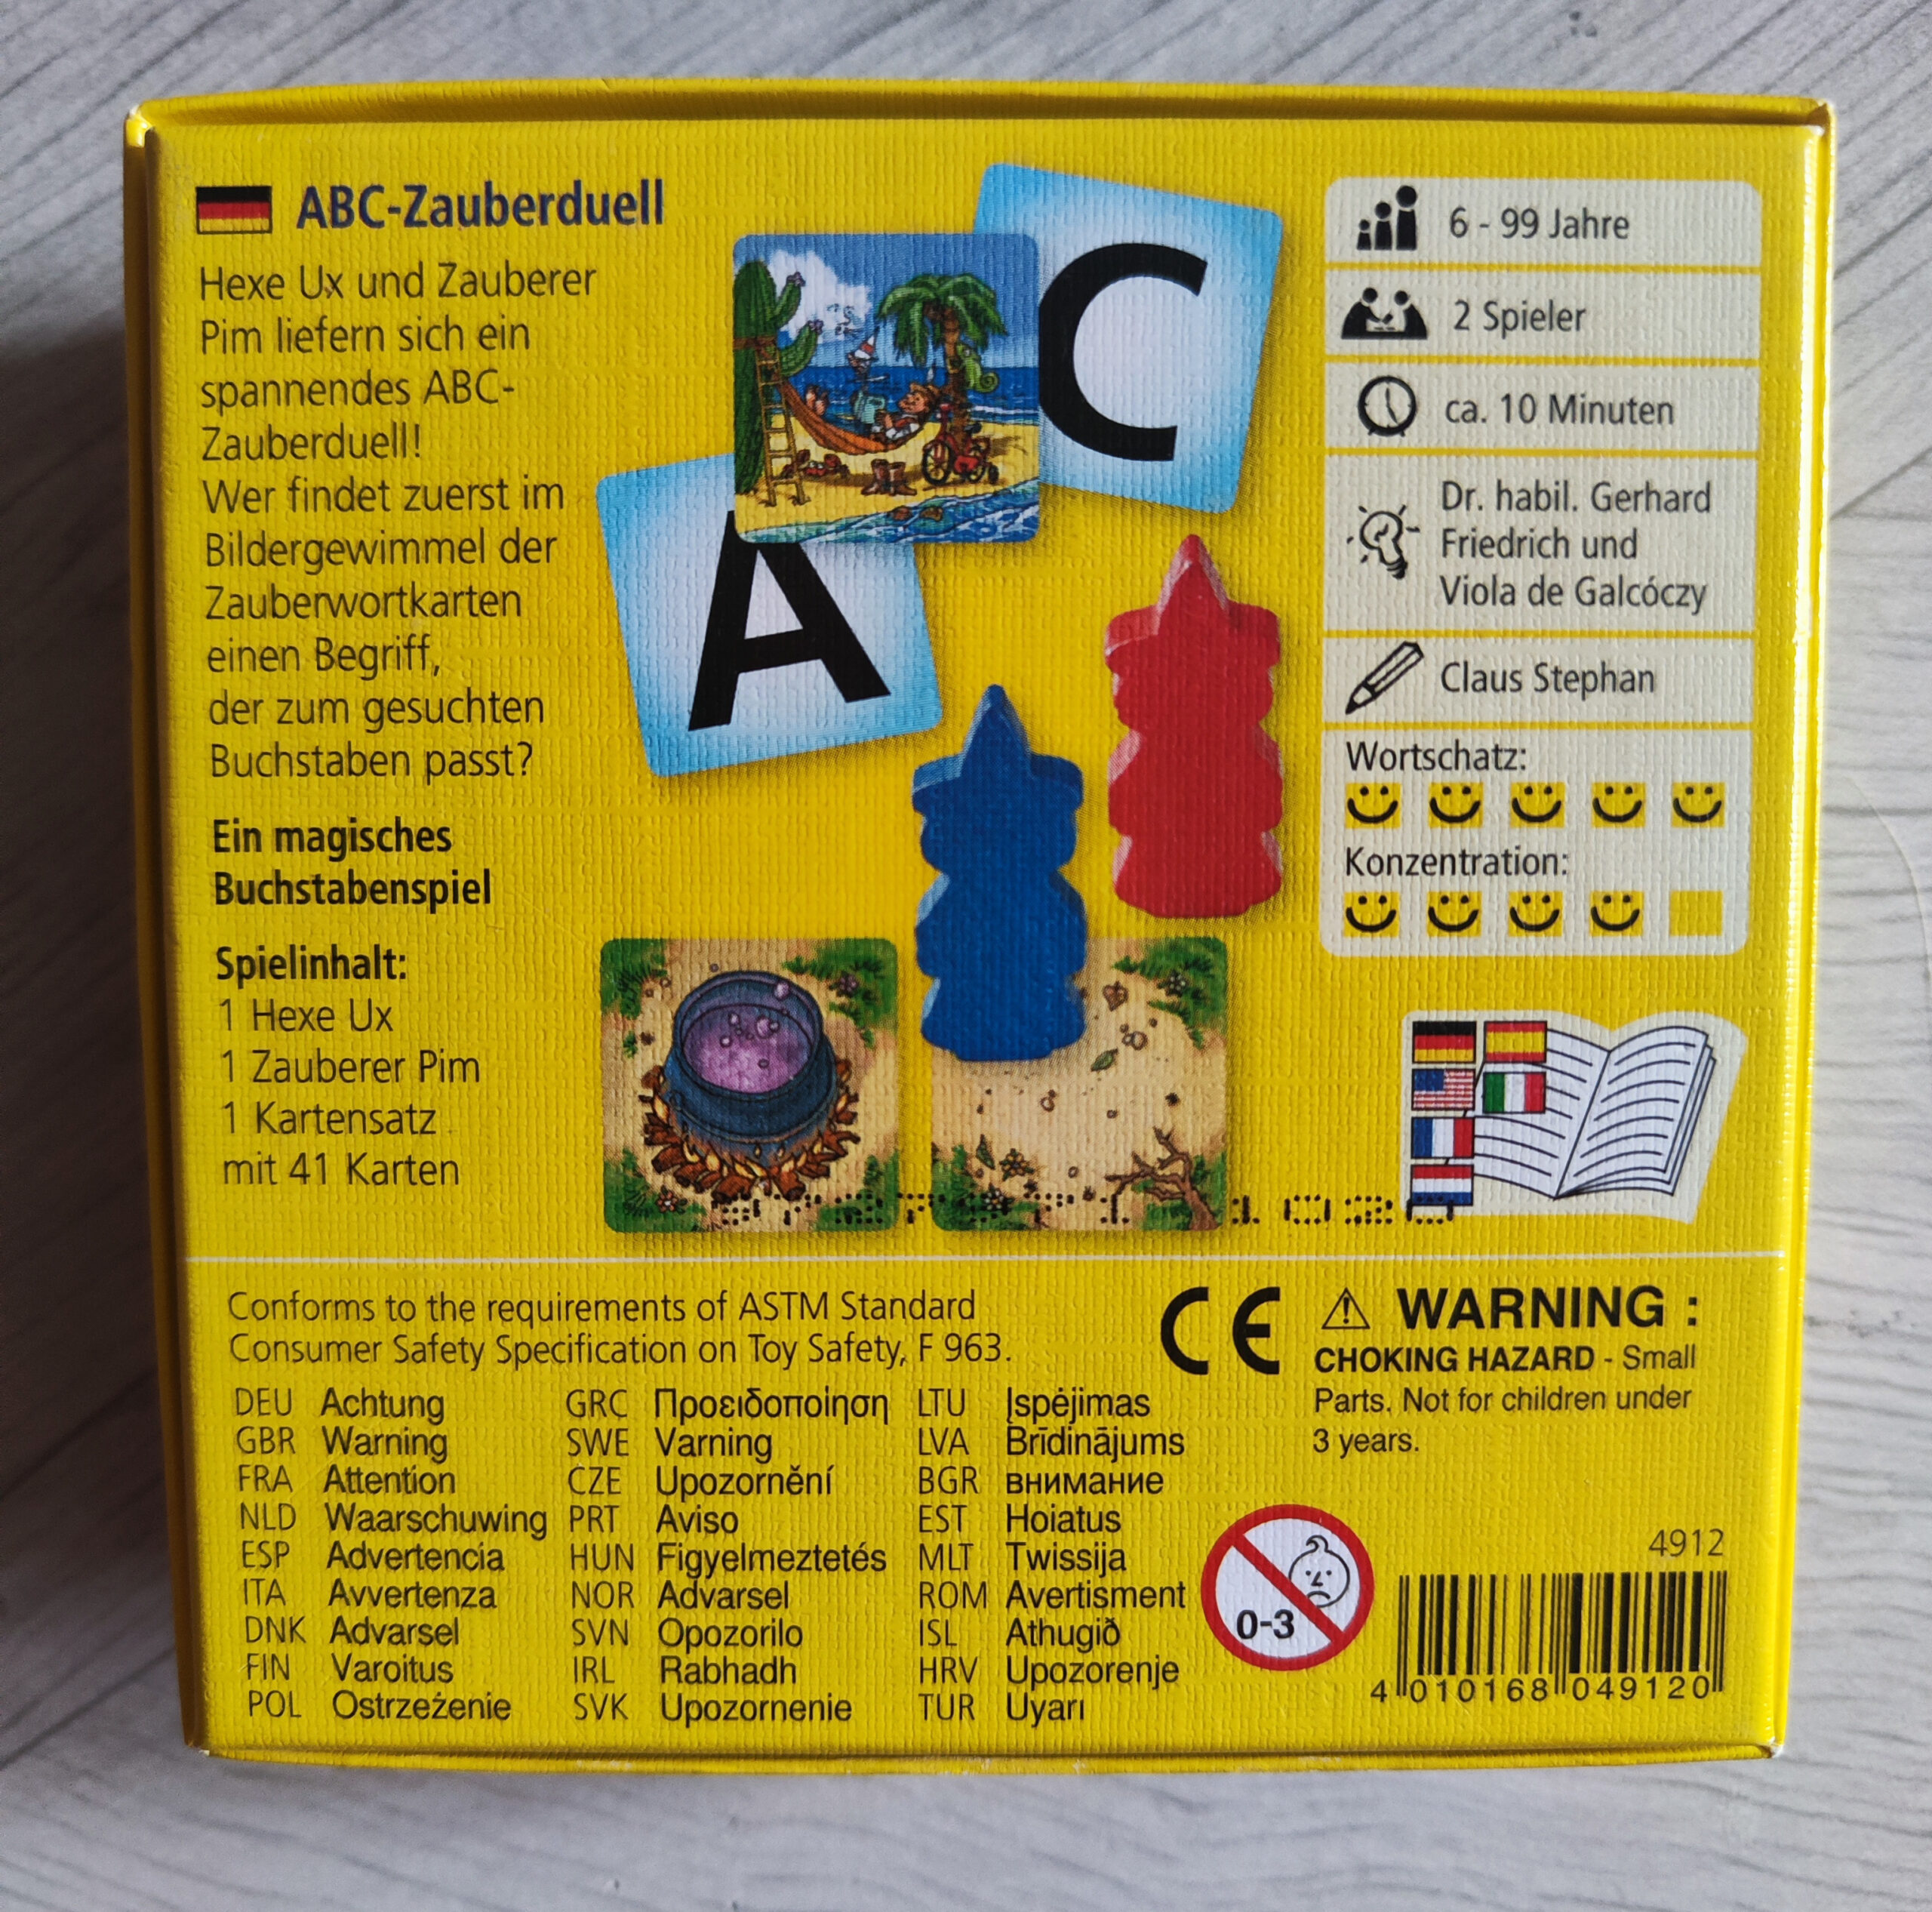 ABC-Zauberduell
Hexe Ux und Zauberer
Pim liefern sich ein
spannendes ABC-
Zauberduell!
Wer findet zuerst im
Bildergewimmel der
Zauberwortkarten
einen Begriff,
der zum gesuchten
Buchstaben passt?
Ein magisches
Buchstabenspiel
Spielinhalt:
1 Hexe Ux
1 Zauberer Pim
1 Kartensatz
mit 41 Karten
C
A
6 - 99 Jahre
2 Spieler
ca. 10 Minuten
Dr. habil. Gerhard
Friedrich und
Viola de Galcóczy
Claus Stephan
Wortschatz:
Konzentration:
Conforms to the requirements of ASTM Standard
Consumer Safety Specification on Toy Safety, F 963.
DEU Achtung
GBR Warning
FRA Attention
NLD Waarschuwing
ESP Advertencia
ITA Avvertenza
DNK Advarsel
FIN Varoitus
POL Ostrzeżenie
GRC Προειδοποίηση
SWE Varning
CZE Upozornění
PRT Aviso
HUN Figyelmeztetés
NOR Advarsel
SVN Opozorilo
IRL Rabhadh
SVK Upozornenie
LTU Įspėjimas
LVA Brīdinājums
BGR внимание
EST Hoiatus
MLT Twissija
ROM Avertisment
ISL Athugið
HRV Upozorenje
TUR Uyarı
CE
WARNING :
CHOKING HAZARD - Small
Parts. Not for children under
3 years.
0-3
4912
4 010168 049120